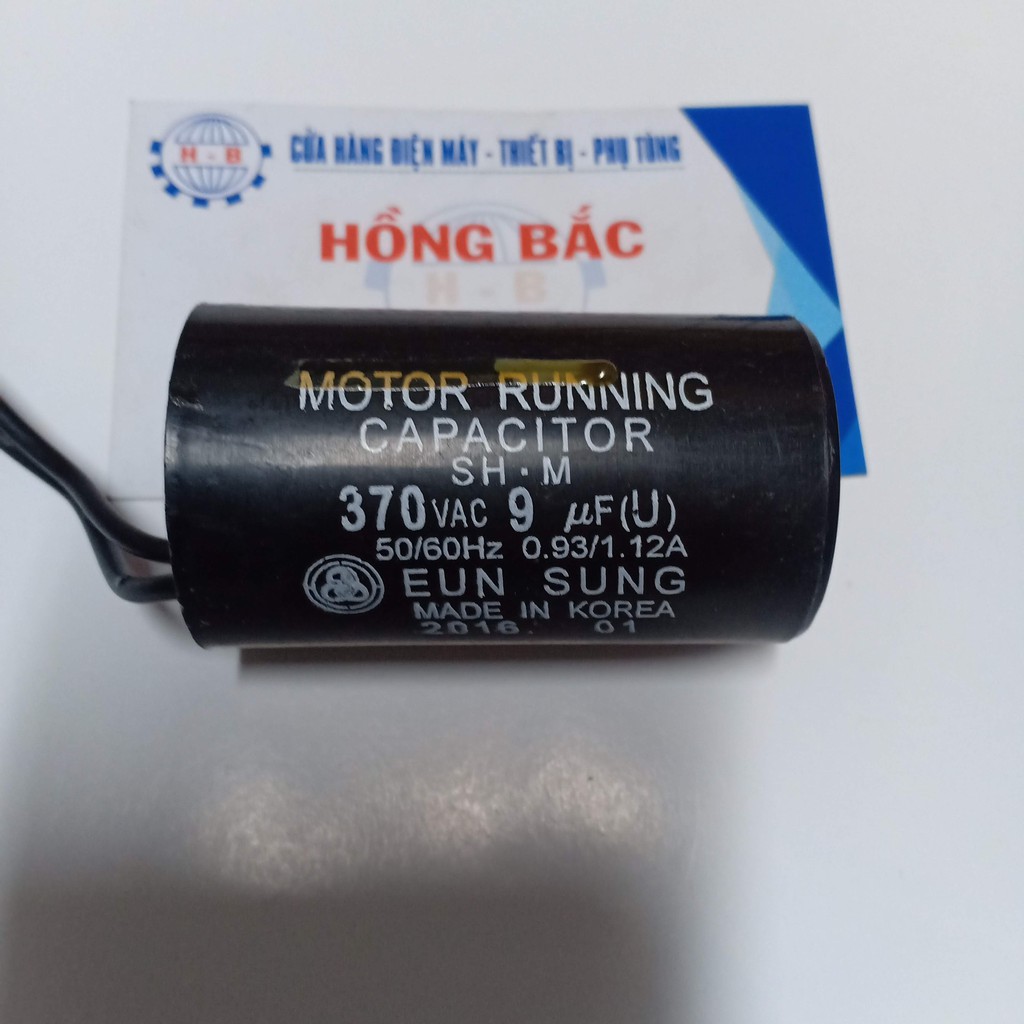 H - B
CỬA HÀNG ĐIỆN MÁY - THIẾT BỊ - PHỤ TÙNG
HỒNG BẮC
H - B
MOTOR RUNNING
CAPACITOR
SH·M
370VAC 9 µF(U)
50/60Hz 0.93/1.12A
EUN SUNG
MADE IN KOREA
2016. 01